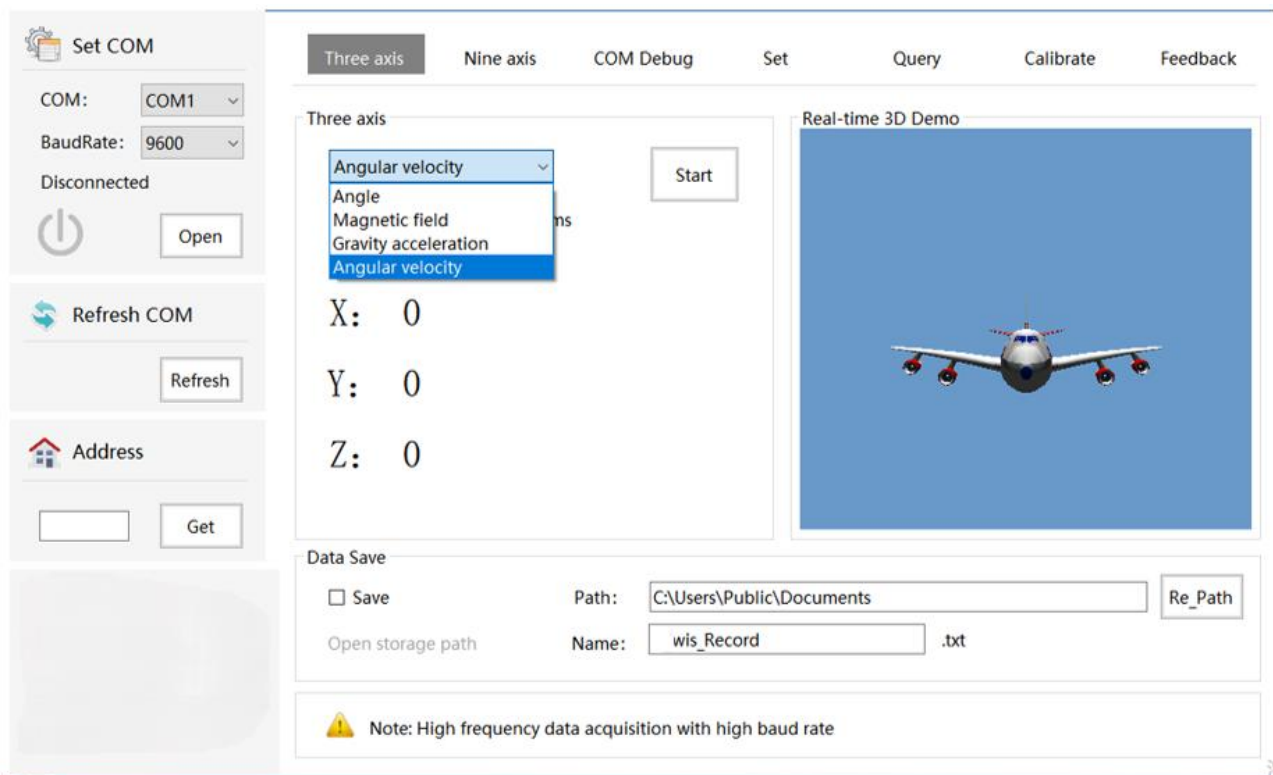 Set COM
COM: COM1
BaudRate: 9600
Disconnected
Open
Refresh COM
Refresh
Address
Get
Three axis Nine axis COM Debug Set Query Calibrate Feedback
Three axis
Angular velocity
Start
Angle
Magnetic field
ms
Gravity acceleration
Angular velocity
X: 0
Y: 0
Z: 0
Real-time 3D Demo
Data Save
Save Path: C:\Users\Public\Documents Re_Path
Open storage path Name: wis_Record .txt
Note: High frequency data acquisition with high baud rate